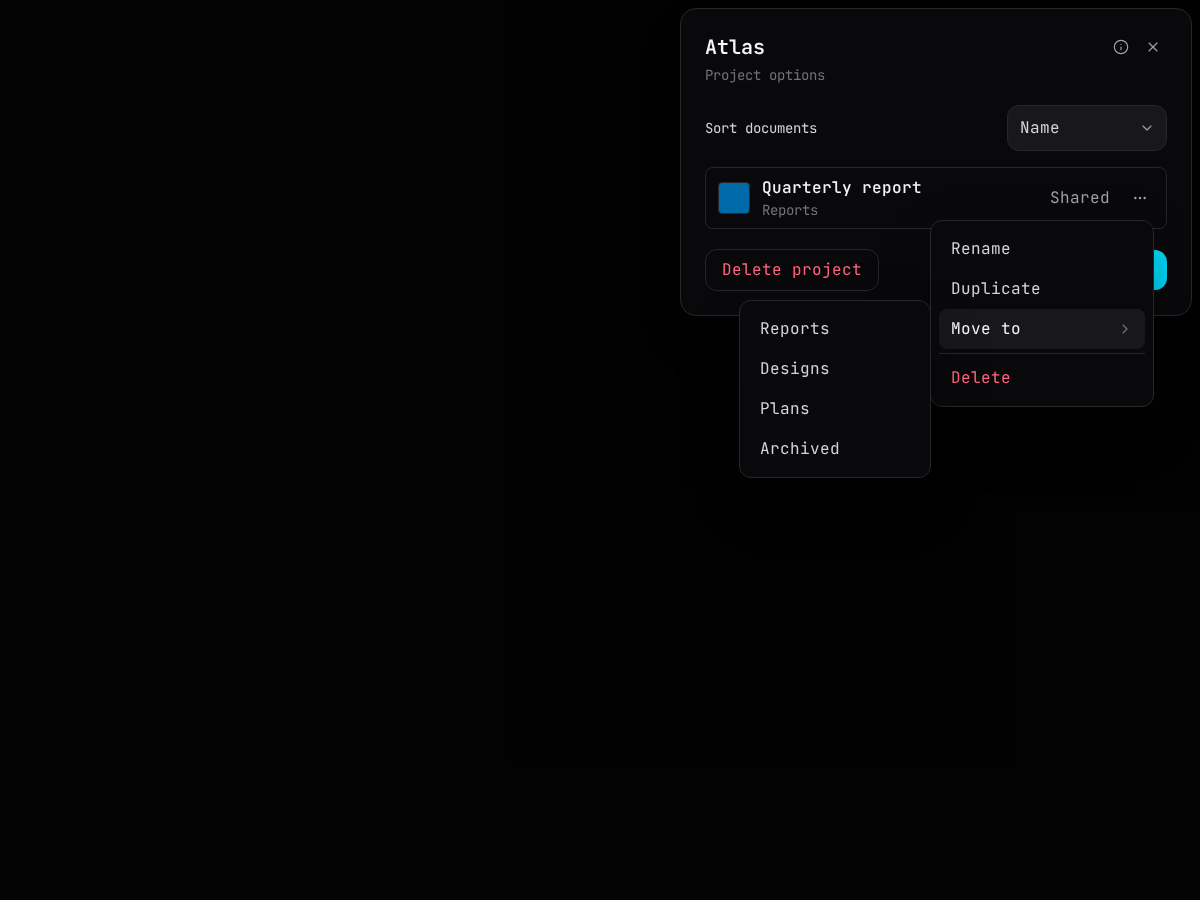 Atlas
Project options
Sort documents
Name
Quarterly report
Reports
Shared
Delete project
Rename
Duplicate
Move to
Delete
Reports
Designs
Plans
Archived